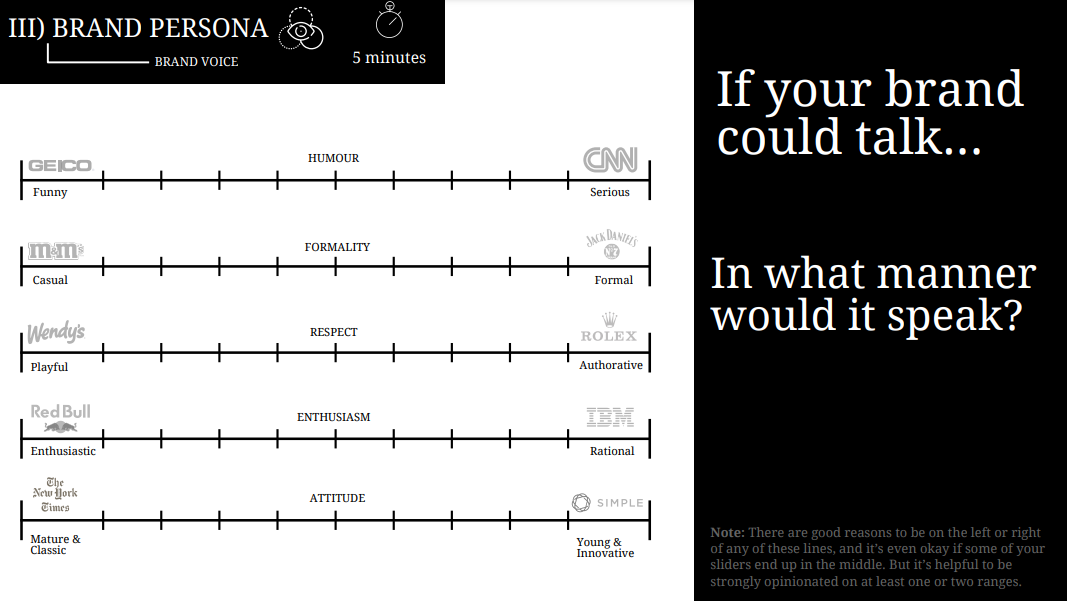 III) BRAND PERSONA
BRAND VOICE
5 minutes
If your brand
could talk...
In what manner
would it speak?
GEICO
HUMOUR
CNN
Funny
Serious
m&m's
FORMALITY
JACK DANIEL'S
Casual
Formal
Wendy's
RESPECT
ROLEX
Playful
Authorative
Red Bull
ENTHUSIASM
IBM
Enthusiastic
Rational
The
New York
Times
ATTITUDE
SIMPLE
Mature &
Classic
Young &
Innovative
Note: There are good reasons to be on the left or right
of any of these lines, and it's even okay if some of your
sliders end up in the middle. But it's helpful to be
strongly opinionated on at least one or two ranges.